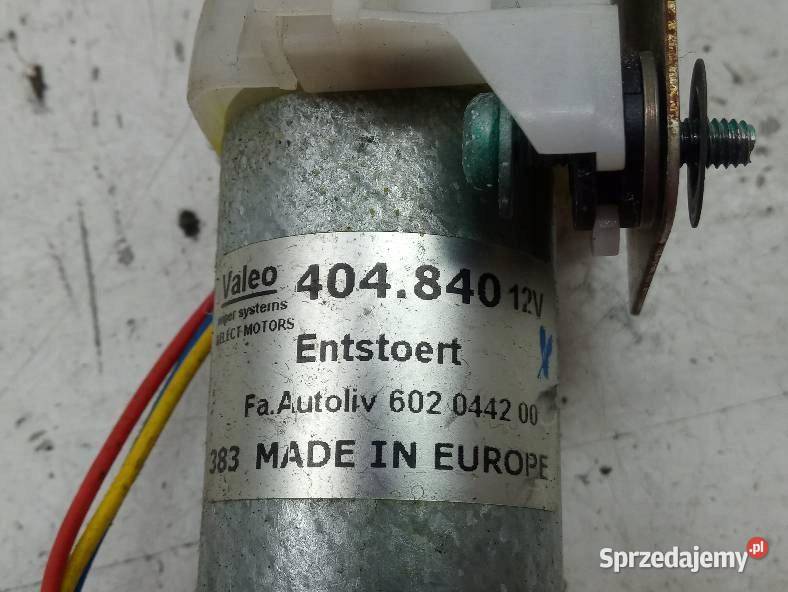 Valeo 404.840 12V
wiper systems
&ELECT-MOTORS
Entstoert
Fa.Autoliv 602 0442 00
383 MADE IN EUROPE
Sprzedajemy.pl